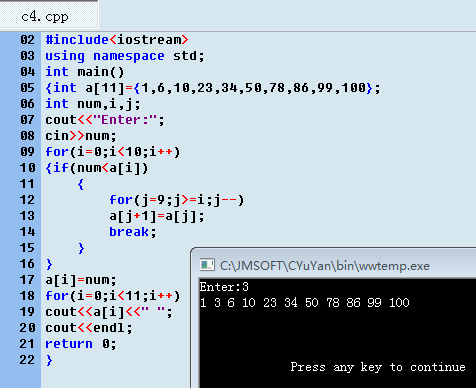 c4.cpp
02 #include<iostream>
03 using namespace std;
04 int main()
05 {int a[11]={1,6,10,23,34,50,78,86,99,100};
06 int num,i,j;
07 cout<<"Enter:";
08 cin>>num;
09 for(i=0;i<10;i++)
10 {if(num<a[i])
11 {
12 for(j=9;j>=i;j--)
13 a[j+1]=a[j];
14 break;
15 }
16 }
17 a[i]=num;
18 for(i=0;i<11;i++)
19 cout<<a[i]<<" ";
20 cout<<endl;
21 return 0;
22 }
C:\JMSOFT\CYuYan\bin\wwtemp.exe
Enter:3
1 3 6 10 23 34 50 78 86 99 100
Press any key to continue